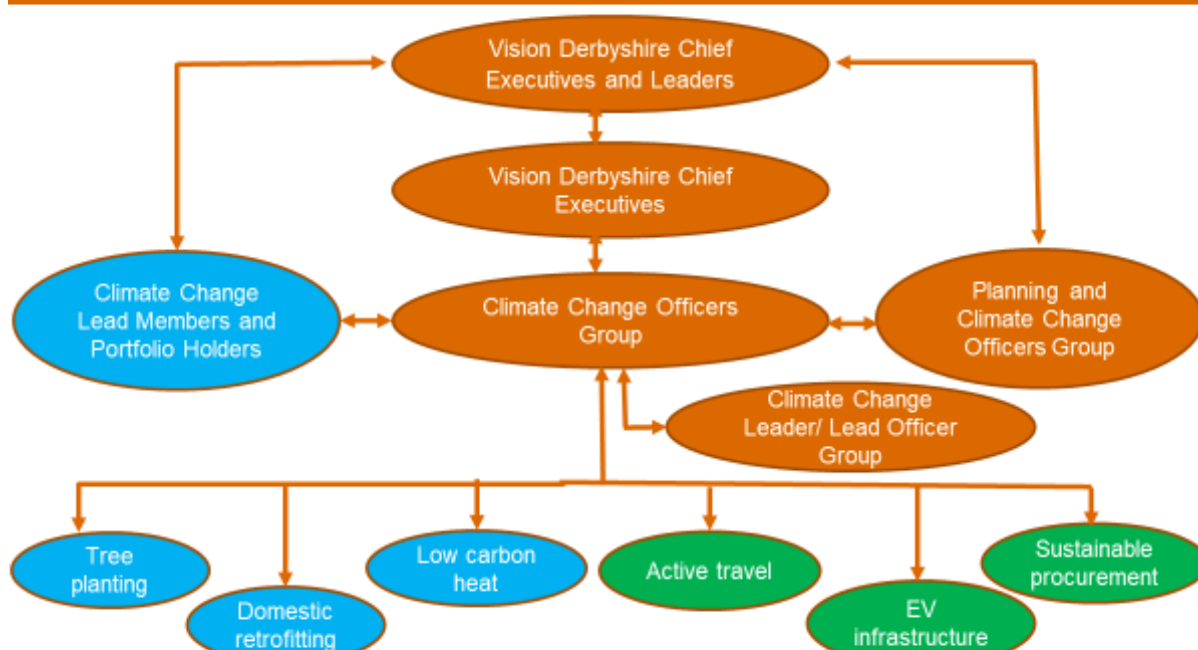 Vision Derbyshire Chief
Executives and Leaders
Vision Derbyshire Chief
Executives
Climate Change
Lead Members and
Portfolio Holders
Climate Change Officers
Group
Planning and
Climate Change
Officers Group
Climate Change
Leader/ Lead Officer
Group
Tree
planting
Domestic
retrofitting
Low carbon
heat
Active travel
EV
infrastructure
Sustainable
procurement